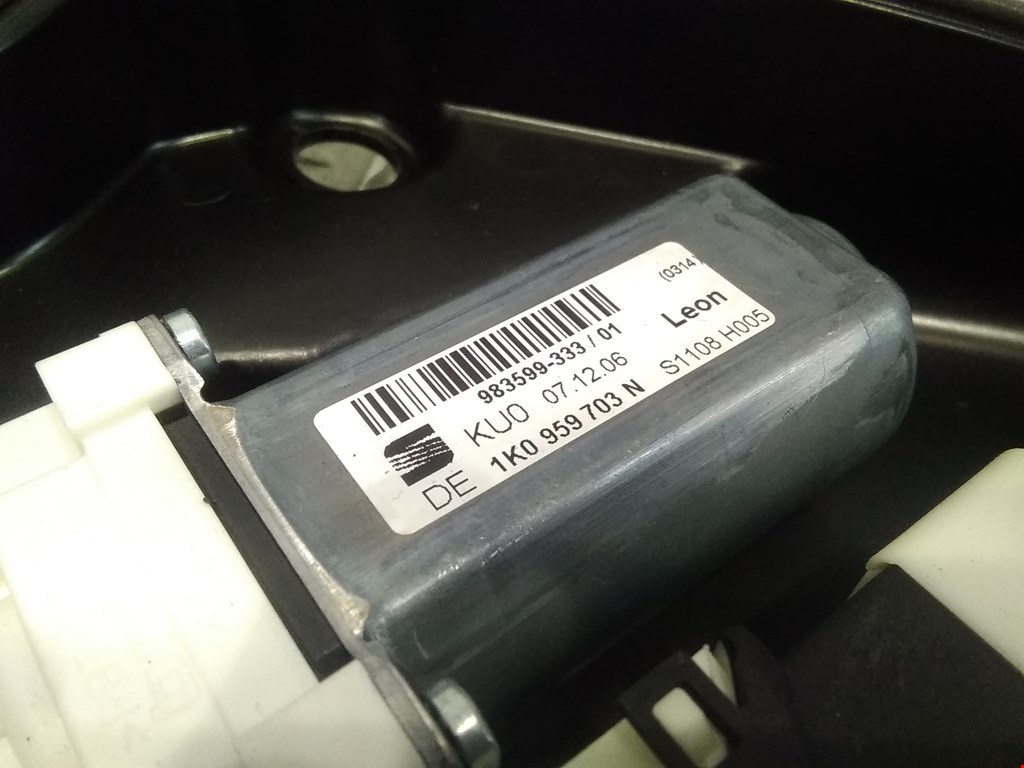 (0314)
983599-333 / 01
Leon
KU0 07.12.06
S1108 H005
DE 1K0 959 703 N